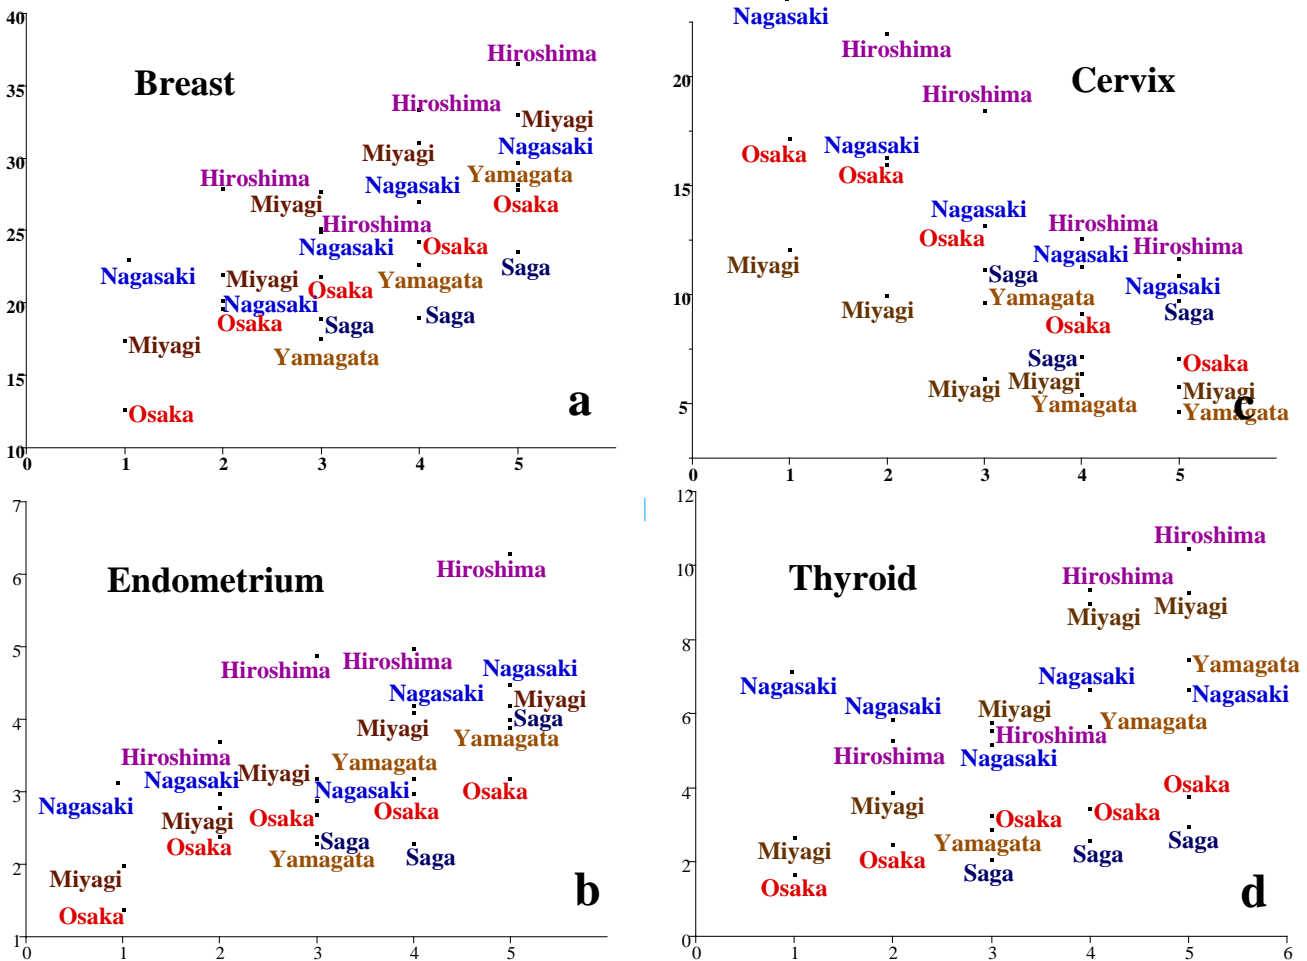 40
Hiroshima
35
Breast
Hiroshima
Miyagi
Nagasaki
30
Miyagi
Hiroshima
Nagasaki
Yamagata
Miyagi
Osaka
25
Hiroshima
Nagasaki
Osaka
Saga
Nagasaki
Miyagi
Yamagata
20
Osaka
Nagasaki
Osaka
Saga
Saga
Miyagi
Yamagata
15
a
Osaka
10
0 1 2 3 4 5
Nagasaki
Hiroshima
20
Cervix
Hiroshima
Osaka
Nagasaki
Osaka
15
Nagasaki
Hiroshima
Osaka
Hiroshima
Nagasaki
Miyagi
Saga
Nagasaki
10
Yamagata
Miyagi
Saga
Osaka
Saga
Osaka
Miyagi
Miyagi
Miyagi
5
Yamagata
Yamagata
c
0 1 2 3 4 5
7
6
Hiroshima
Endometrium
5
Hiroshima
Hiroshima
Nagasaki
Nagasaki
Miyagi
4
Miyagi
Saga
Yamagata
Hiroshima
Yamagata
Nagasaki
Miyagi
3
Nagasaki
Nagasaki
Osaka
Miyagi
Osaka
Osaka
Osaka
Saga
Yamagata
Saga
2
Miyagi
b
Osaka
1
0 1 2 3 4 5
12
Hiroshima
10
Thyroid
Hiroshima
Miyagi
Miyagi
8
Nagasaki
Nagasaki
Yamagata
Nagasaki
Nagasaki
6
Miyagi
Yamagata
Hiroshima
Hiroshima
Nagasaki
4
Miyagi
Osaka
Osaka
Osaka
Miyagi
Osaka
Yamagata
Saga
Saga
2
Saga
Osaka
d
0
0 1 2 3 4 5 6